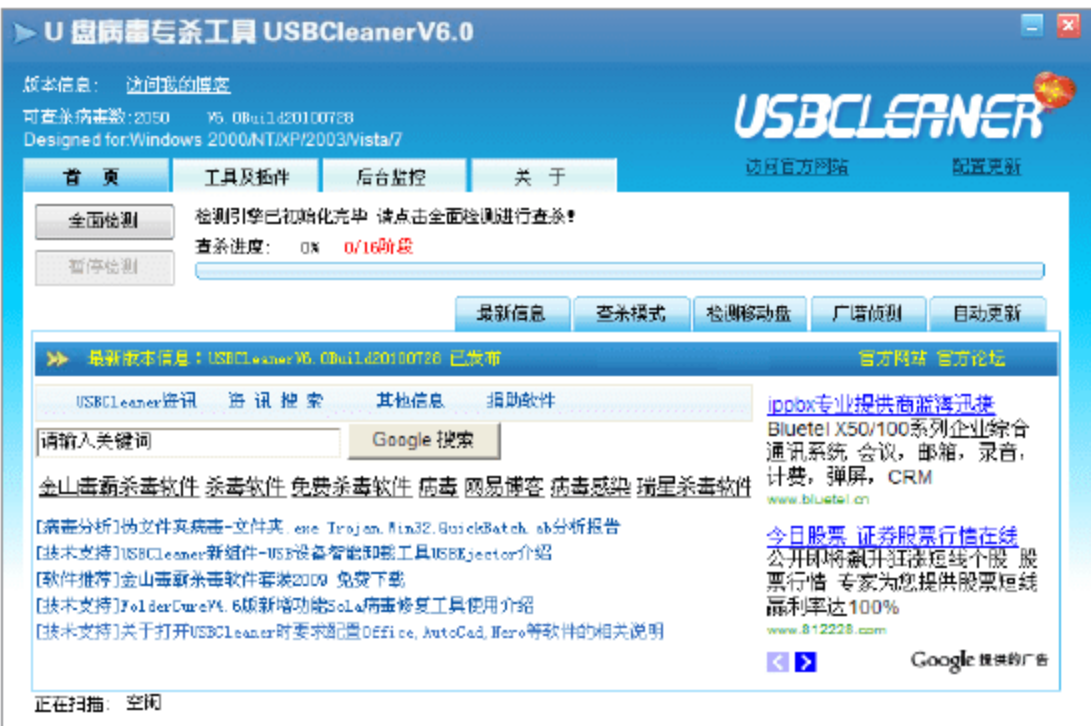 U 盘病毒专杀工具 USBCleanerV6.0
版本信息: 访问我的博客
可查杀病毒数:2050 V6.0Build20100728
Designed for:Windows 2000/NT/XP/2003/Vista/7
USBCLEANER
访问官方网站 配置更新
首 页 工具及插件 后台监控 关 于
全面检测 检测引擎已初始化完毕 请点击全面检测进行查杀!
查杀进度: 0% 0/16阶段
暂停检测
最新信息 查杀模式 检测移动盘 广谱侦测 自动更新
最新版本信息:USBCleanerV6.0Build20100728 已发布 官方网站 官方论坛
USBCleaner资讯 资讯搜索 其他信息 捐助软件
请输入关键词 Google 搜索
金山毒霸杀毒软件 杀毒软件 免费杀毒软件 病毒 网易博客 病毒感染 瑞星杀毒软件
[病毒分析]伪文件夹病毒-文件夹.exe Trojan.Win32.QuickBatch.ab分析报告
[技术支持]USBCleaner新组件-USB设备智能卸载工具USBEjector介绍
[软件推荐]金山毒霸杀毒软件套装2009 免费下载
[技术支持]FolderCureV4.6版新增功能Sola病毒修复工具使用介绍
[技术支持]关于打开USBCleaner时要求配置Office,AutoCad,Nero等软件的相关说明
ippbx专业提供商蓝海讯捷
Bluetel X50/100系列企业综合
通讯系统 会议，邮箱，录音，
计费，弹屏，CRM
www.bluetel.cn
今日股票 证券股票行情在线
公开即将飙升狂涨短线个股 股
票行情 专家为您提供股票短线
赢利率达100%
www.812228.com
Google 提供的广告
正在扫描: 空闲